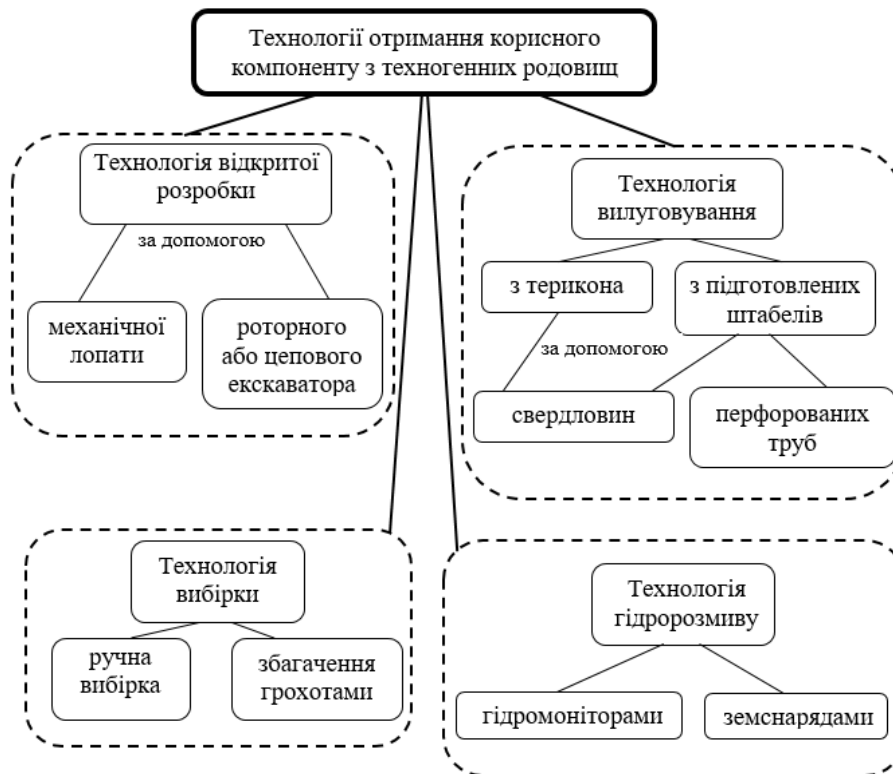 Технології отримання корисного
компоненту з техногенних родовищ
Технологія відкритої
розробки
за допомогою
механічної
лопати
роторного
або цепового
екскаватора
Технологія
вилуговування
з терикона
з підготовлених
штабелів
за допомогою
свердловин
перфорованих
труб
Технологія
вибірки
ручна
вибірка
збагачення
грохотами
Технологія
гідророзмиву
гідромоніторами
земснарядами